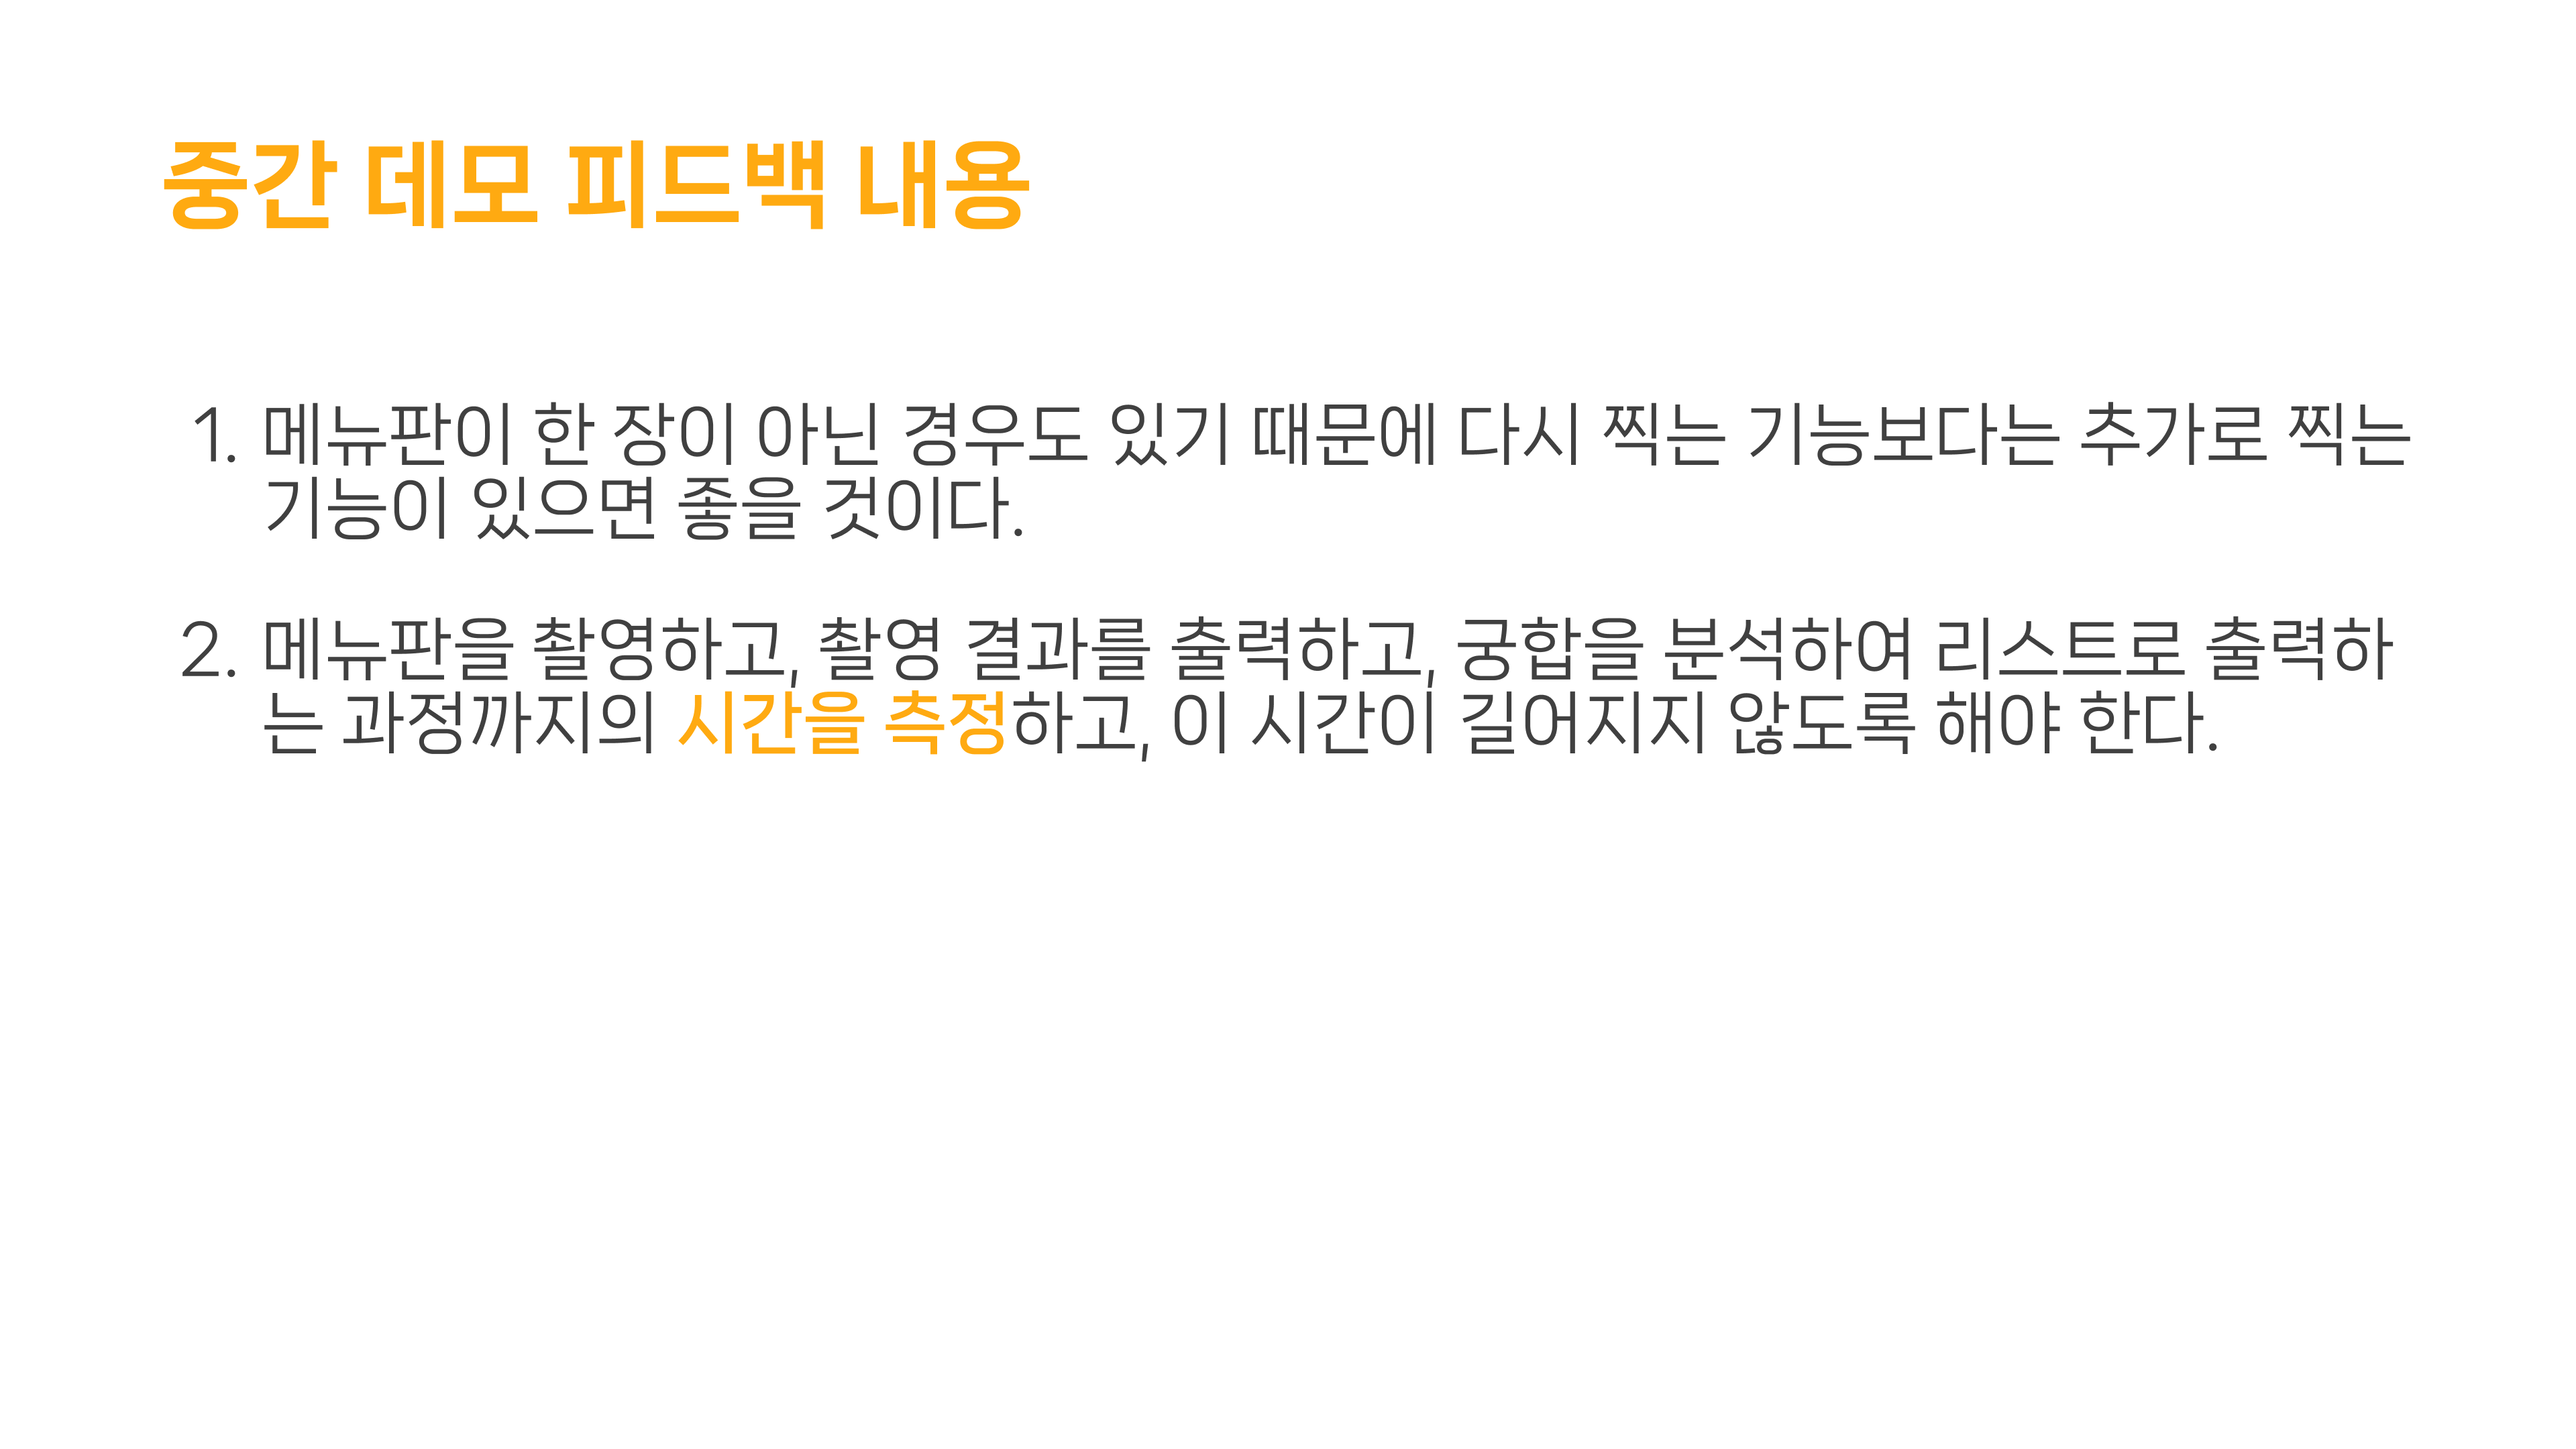 중간 데모 피드백 내용
1. 메뉴판이 한 장이 아닌 경우도 있기 때문에 다시 찍는 기능보다는 추가로 찍는
기능이 있으면 좋을 것이다.
2. 메뉴판을 촬영하고, 촬영 결과를 출력하고, 궁합을 분석하여 리스트로 출력하
는 과정까지의 시간을 측정하고, 이 시간이 길어지지 않도록 해야 한다.